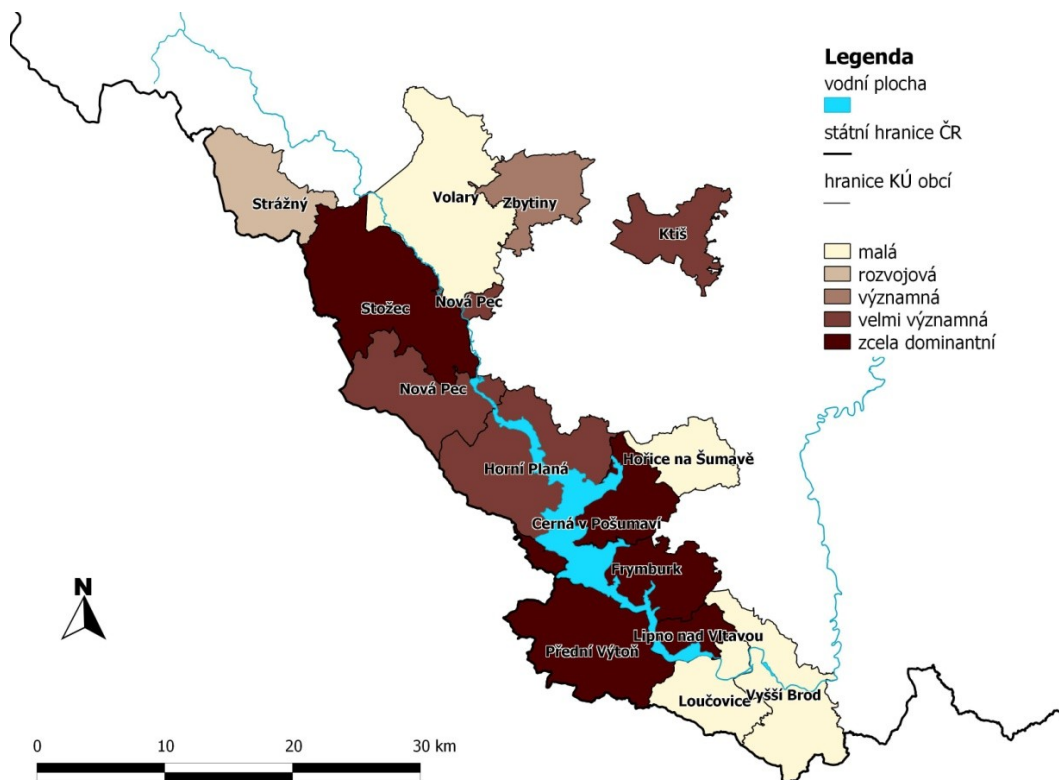 Legenda
vodní plocha
státní hranice ČR
hranice KÚ obcí
malá
rozvojová
významná
velmi významná
zcela dominantní
Strážný
Volary
Zbytiny
Ktiš
Stožec
Nová Pec
Nová Pec
Horní Planá
Hořice na Šumavě
Černá v Pošumaví
Frymburk
Lipno nad Vltavou
Přední Výtoň
Loučovice
Vyšší Brod
N
0 10 20 30 km